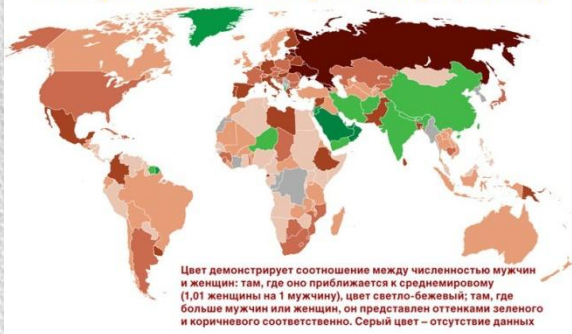 Цвет демонстрирует соотношение между численностью мужчин
и женщин: там, где оно приближается к среднемировому
(1,01 женщины на 1 мужчину), цвет светло-бежевый; там, где
больше мужчин или женщин, он представлен оттенками зеленого
и коричневого соответственно. Серый цвет – отсутствие данных